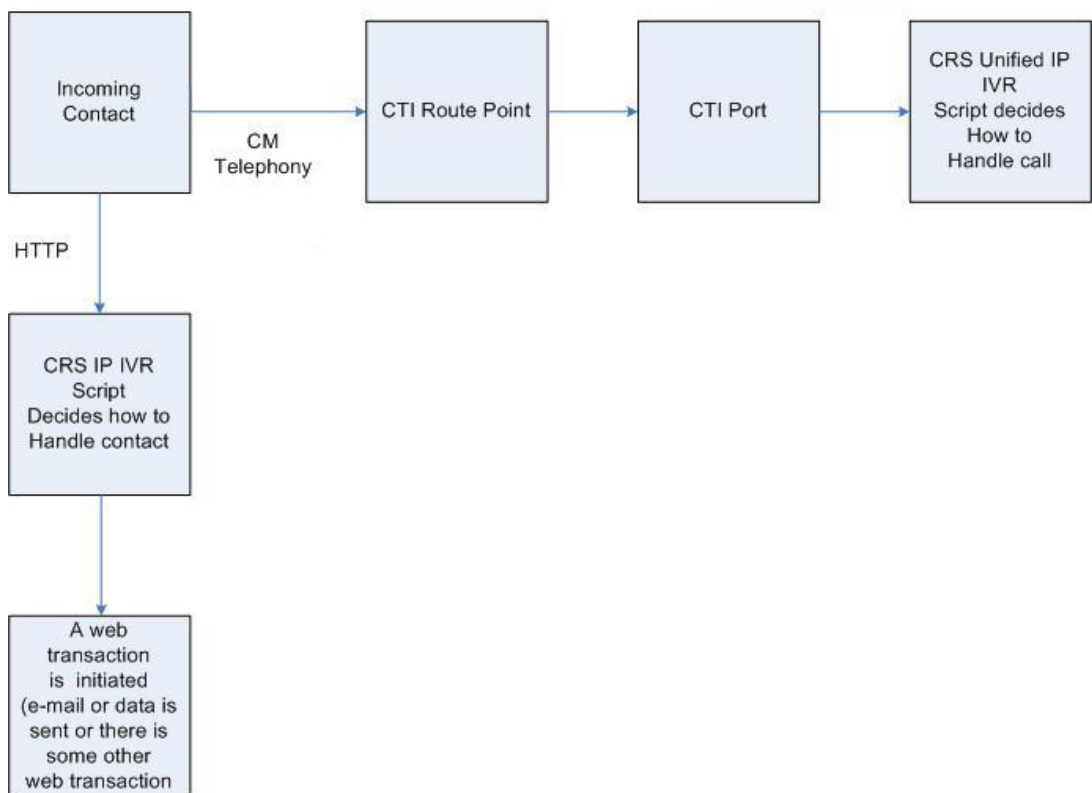 Incoming
Contact
CM
Telephony
CTI Route Point
CTI Port
CRS Unified IP
IVR
Script decides
How to
Handle call
HTTP
CRS IP IVR
Script
Decides how to
Handle contact
A web
transaction
is initiated
(e-mail or data is
sent or there is
some other
web transaction